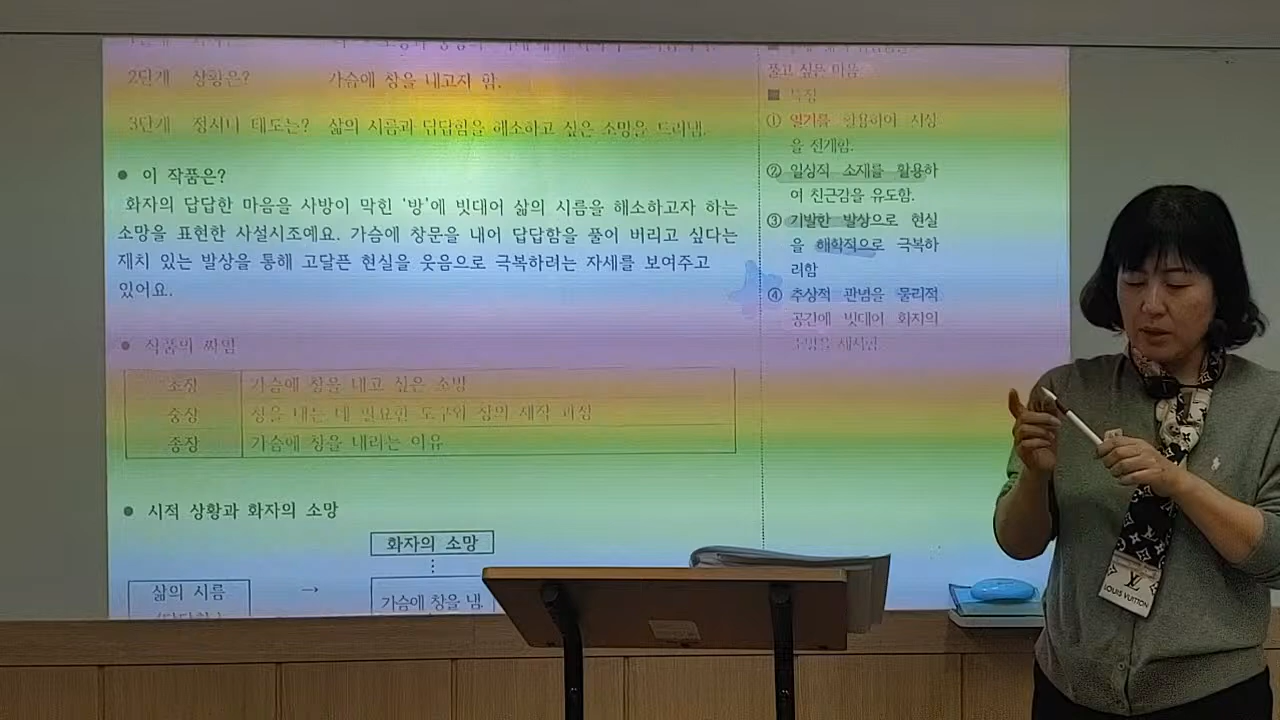 2단계 상황은? 가슴에 창을 내고자 함.
3단계 정서나 태도는? 삶의 시름과 답답함을 해소하고 싶은 소망을 드러냄.
● 이 작품은?
화자의 답답한 마음을 사방이 막힌 '방'에 빗대어 삶의 시름을 해소하고자 하는
소망을 표현한 사설시조예요. 가슴에 창문을 내어 답답함을 풀어 버리고 싶다는
재치 있는 발상을 통해 고달픈 현실을 웃음으로 극복하려는 자세를 보여주고
있어요.
● 작품의 짜임
초장 가슴에 창을 내고 싶은 소망
중장 창을 내는 데 필요한 도구와 창의 제작 과정
종장 가슴에 창을 내려는 이유
● 시적 상황과 화자의 소망
화자의 소망
삶의 시름 → 가슴에 창을 냄.
풀고 싶은 마음
■ 특징
① 열거를 활용하여 시상
을 전개함.
② 일상적 소재를 활용하
여 친근감을 유도함.
③ 기발한 발상으로 현실
을 해학적으로 극복하
려함
④ 추상적 관념을 물리적
공간에 빗대어 화자의
소망을 제시함
LOUIS VUITTON